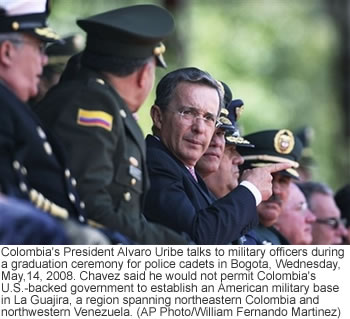 Colombia's President Alvaro Uribe talks to military officers during
a graduation ceremony for police cadets in Bogota, Wednesday,
May,14, 2008. Chavez said he would not permit Colombia's
U.S.-backed government to establish an American military base
in La Guajira, a region spanning northeastern Colombia and
northwestern Venezuela. (AP Photo/William Fernando Martinez)